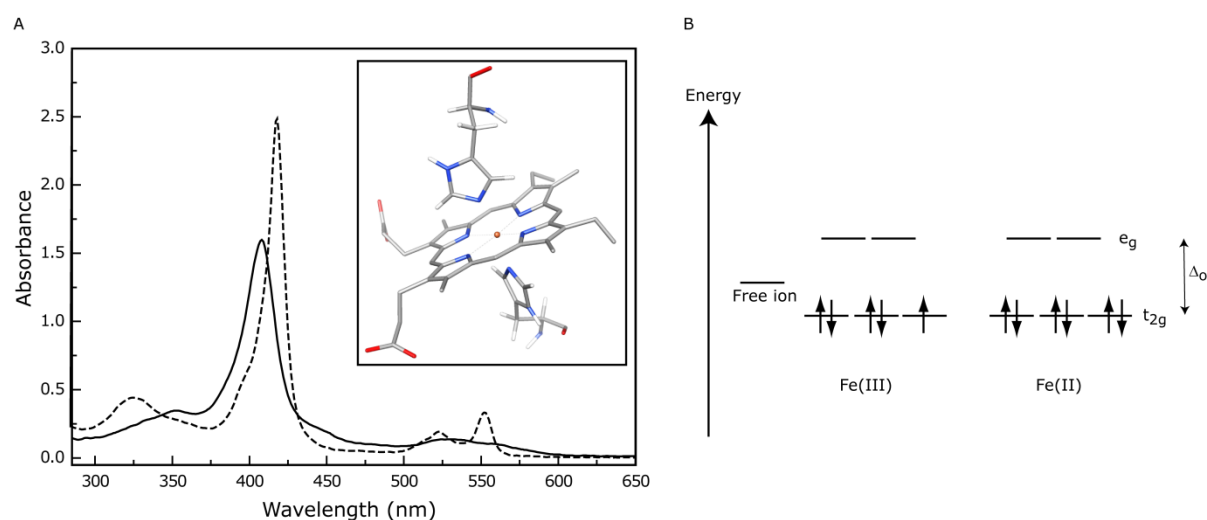 A
3.0
2.5
2.0
1.5
1.0
0.5
0.0
Absorbance
300 350 400 450 500 550 600 650
Wavelength (nm)
B
Energy
Free ion
eg
Δo
t2g
Fe(III) Fe(II)